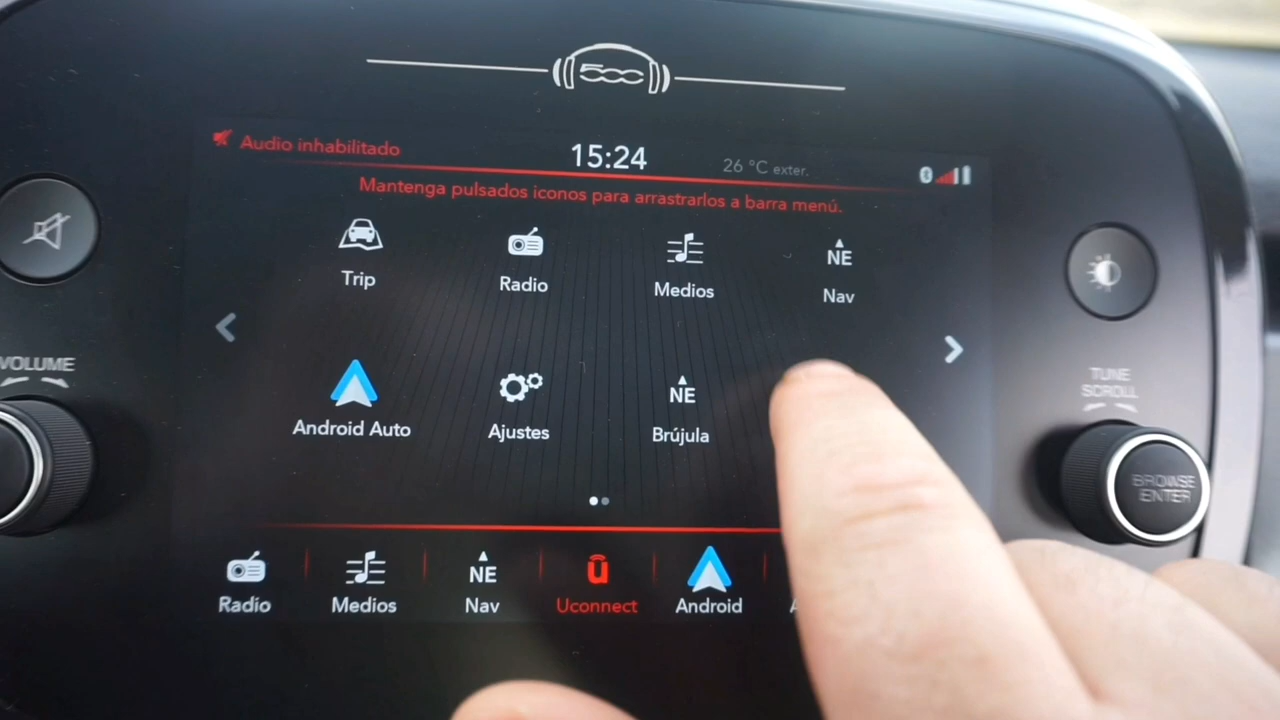 500
Audio inhabilitado
15:24
26 °C exter.
Mantenga pulsados iconos para arrastrarlos a barra menú.
Trip
Radio
Medios
NE
Nav
Android Auto
Ajustes
NE
Brújula
VOLUME
TUNE
SCROLL
BROWSE
ENTER
Radio
Medios
NE
Nav
Uconnect
Android